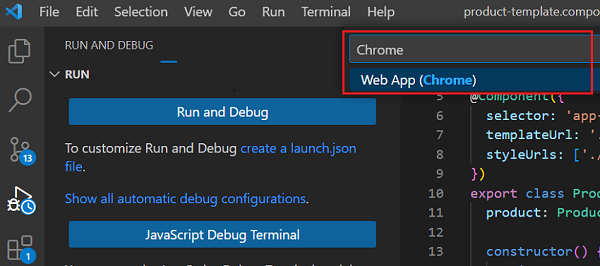 File Edit Selection View Go Run Terminal Help product-template.compo
RUN AND DEBUG
RUN
Run and Debug
To customize Run and Debug create a launch.json
file.
Show all automatic debug configurations.
JavaScript Debug Terminal
13
1
Chrome
Web App (Chrome)
5 @Component({
6 selector: 'app-
7 templateUrl: './
8 styleUrls: ['./
9 })
10 export class Prod
11 product: Produc
12
13 constructor() {